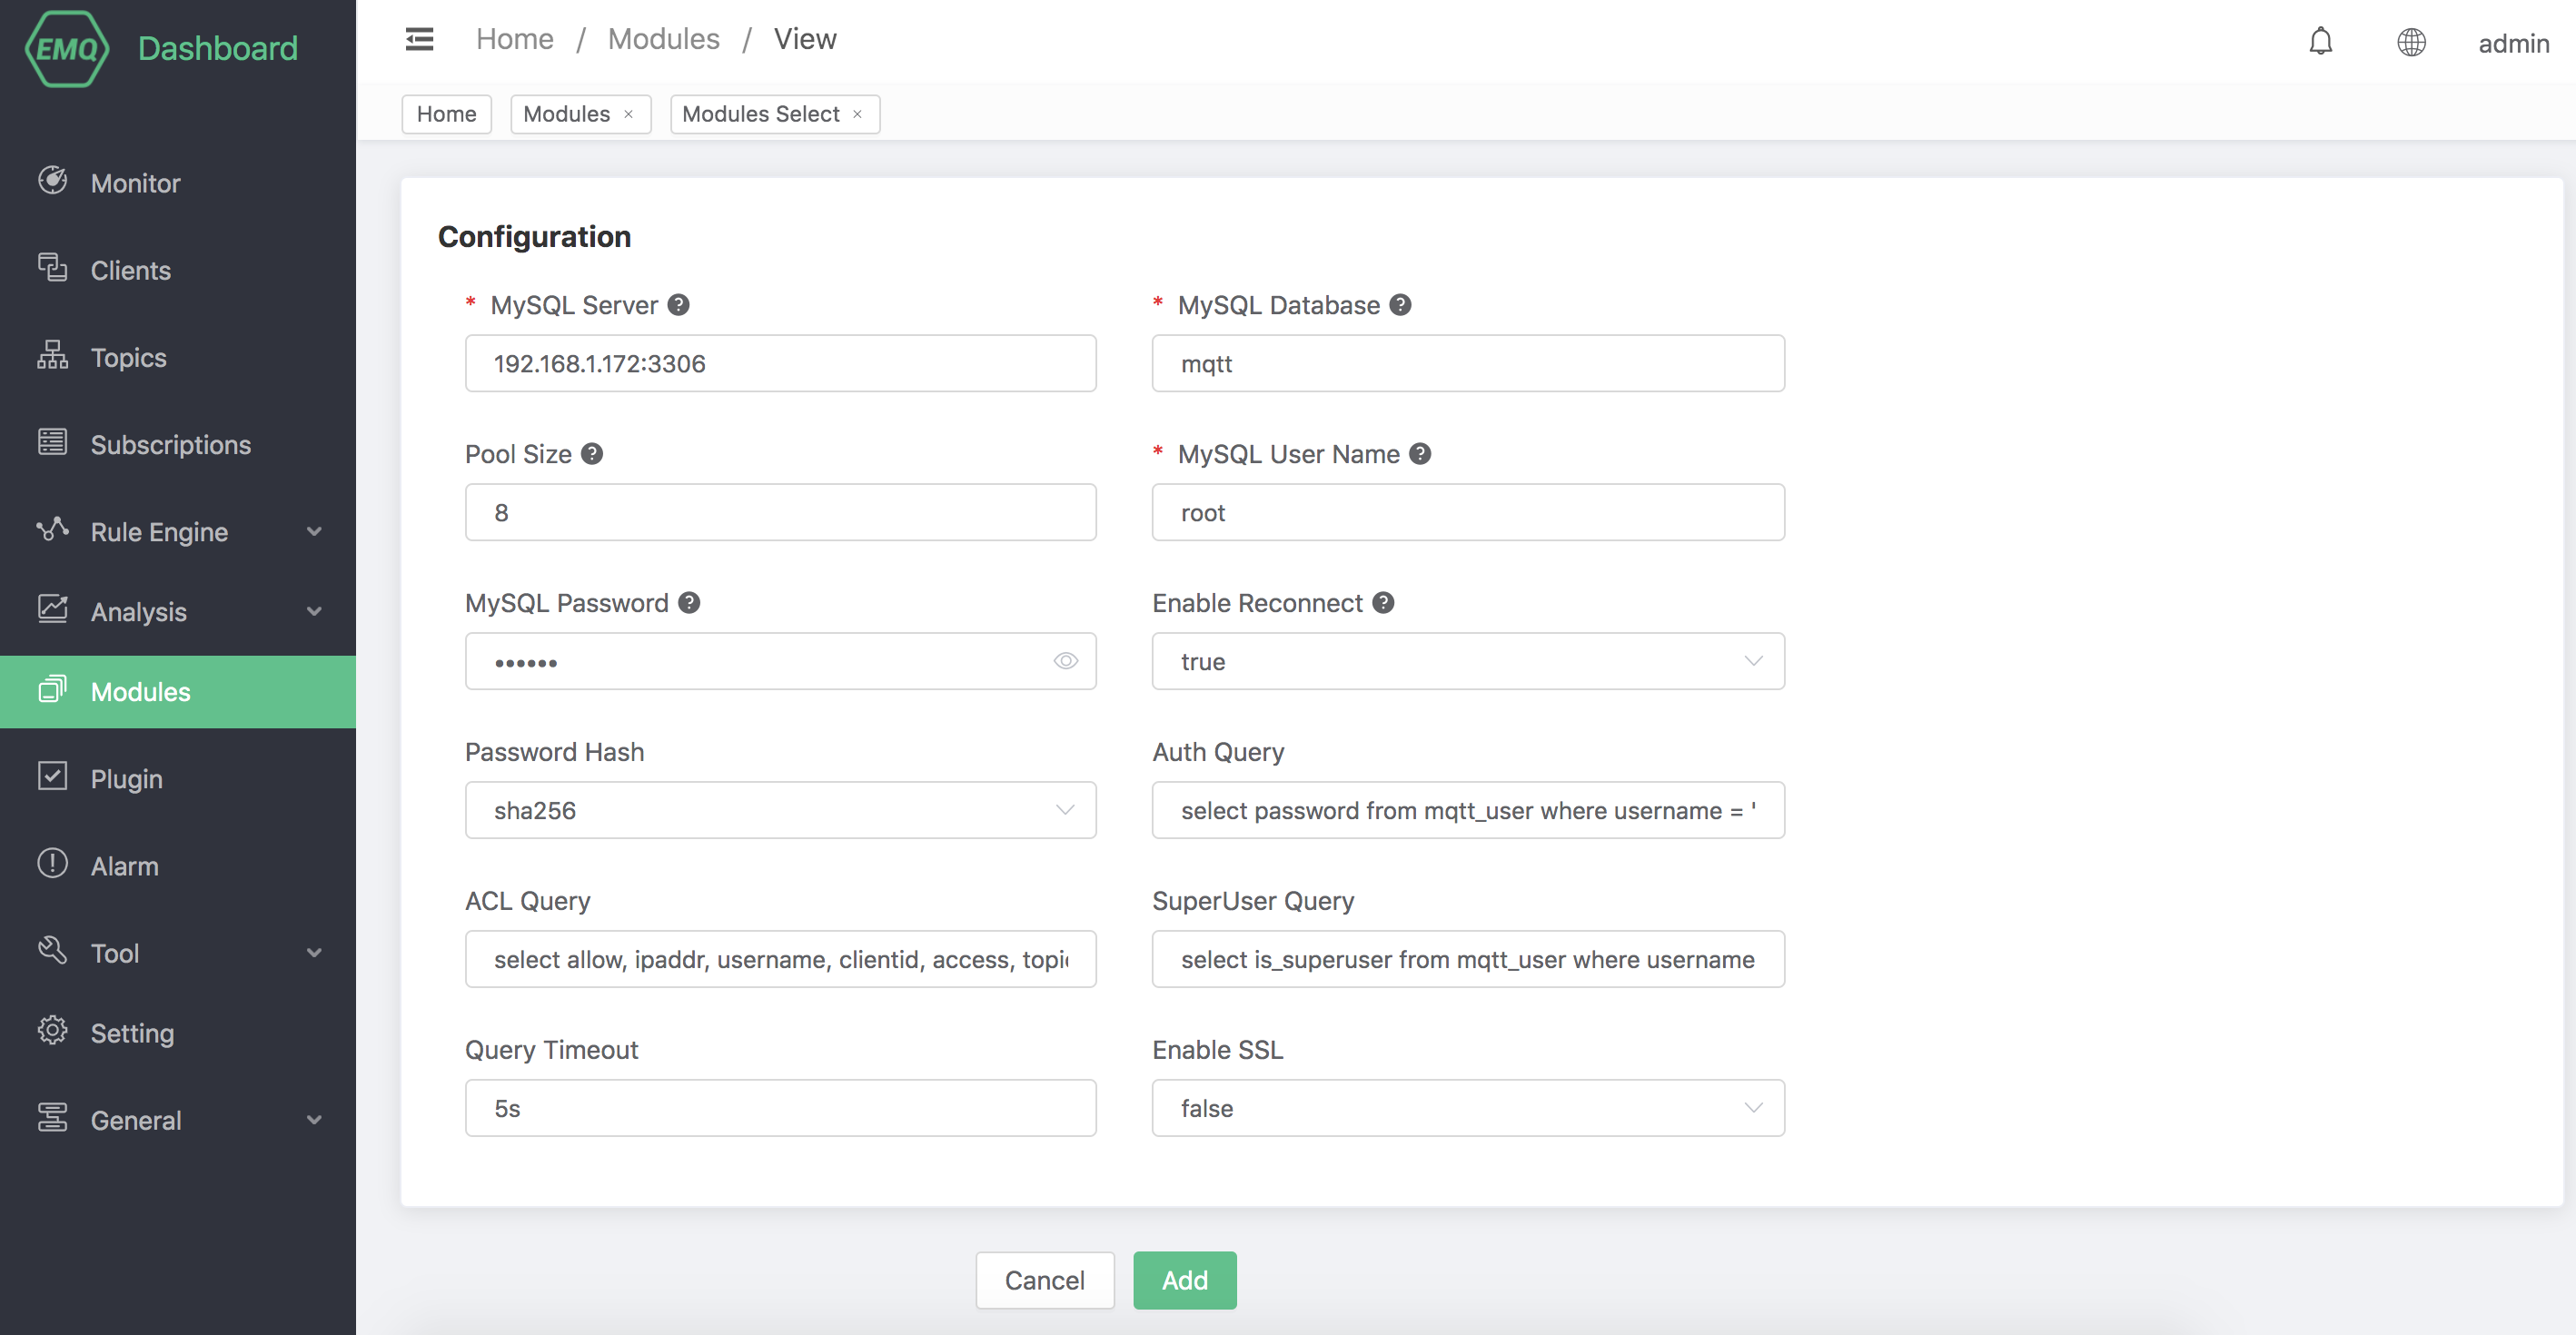 EMQ Dashboard
Home / Modules / View
admin
Home
Modules ×
Modules Select ×
Monitor
Clients
Topics
Subscriptions
Rule Engine
Analysis
Modules
Plugin
Alarm
Tool
Setting
General
Configuration
* MySQL Server ?
192.168.1.172:3306
* MySQL Database ?
mqtt
Pool Size ?
8
* MySQL User Name ?
root
MySQL Password ?
••••••
Enable Reconnect ?
true
Password Hash
sha256
Auth Query
select password from mqtt_user where username = '
ACL Query
select allow, ipaddr, username, clientid, access, topic
SuperUser Query
select is_superuser from mqtt_user where username
Query Timeout
5s
Enable SSL
false
Cancel
Add